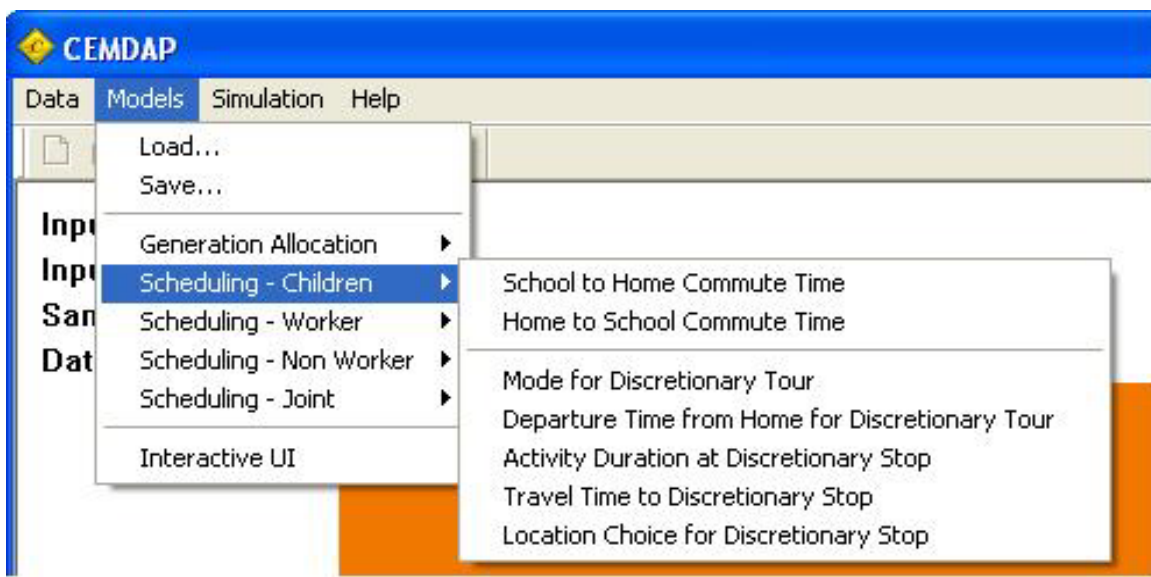 CEMDAP
Data Models Simulation Help
Load...
Save...
Generation Allocation
Scheduling - Children
Scheduling - Worker
Scheduling - Non Worker
Scheduling - Joint
Interactive UI
School to Home Commute Time
Home to School Commute Time
Mode for Discretionary Tour
Departure Time from Home for Discretionary Tour
Activity Duration at Discretionary Stop
Travel Time to Discretionary Stop
Location Choice for Discretionary Stop